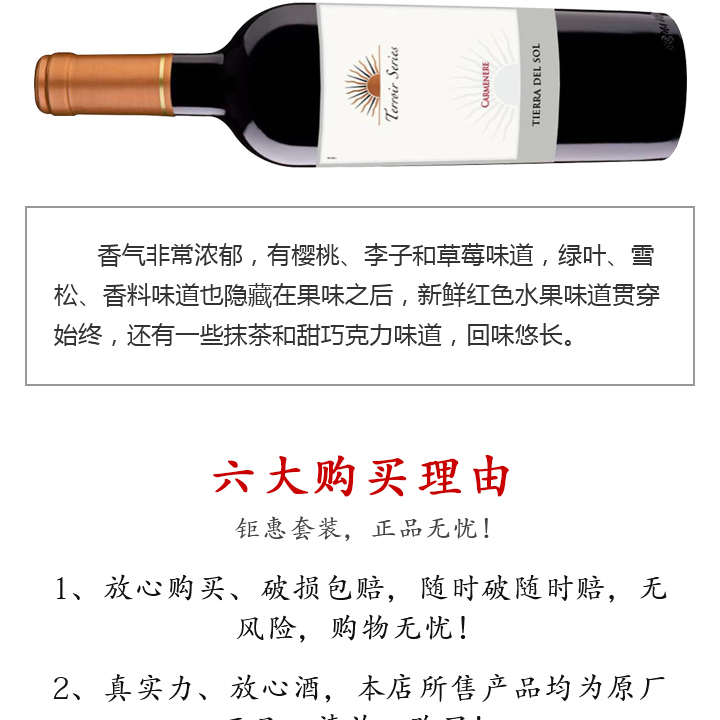 Terroir Series
CARMENERE
TIERRA DEL SOL
香气非常浓郁，有樱桃、李子和草莓味道，绿叶、雪
松、香料味道也隐藏在果味之后，新鲜红色水果味道贯穿
始终，还有一些抹茶和甜巧克力味道，回味悠长。
六大购买理由
钜惠套装，正品无忧！
1、放心购买、破损包赔，随时破随时赔，无
风险，购物无忧！
2、真实力、放心酒，本店所售产品均为原厂